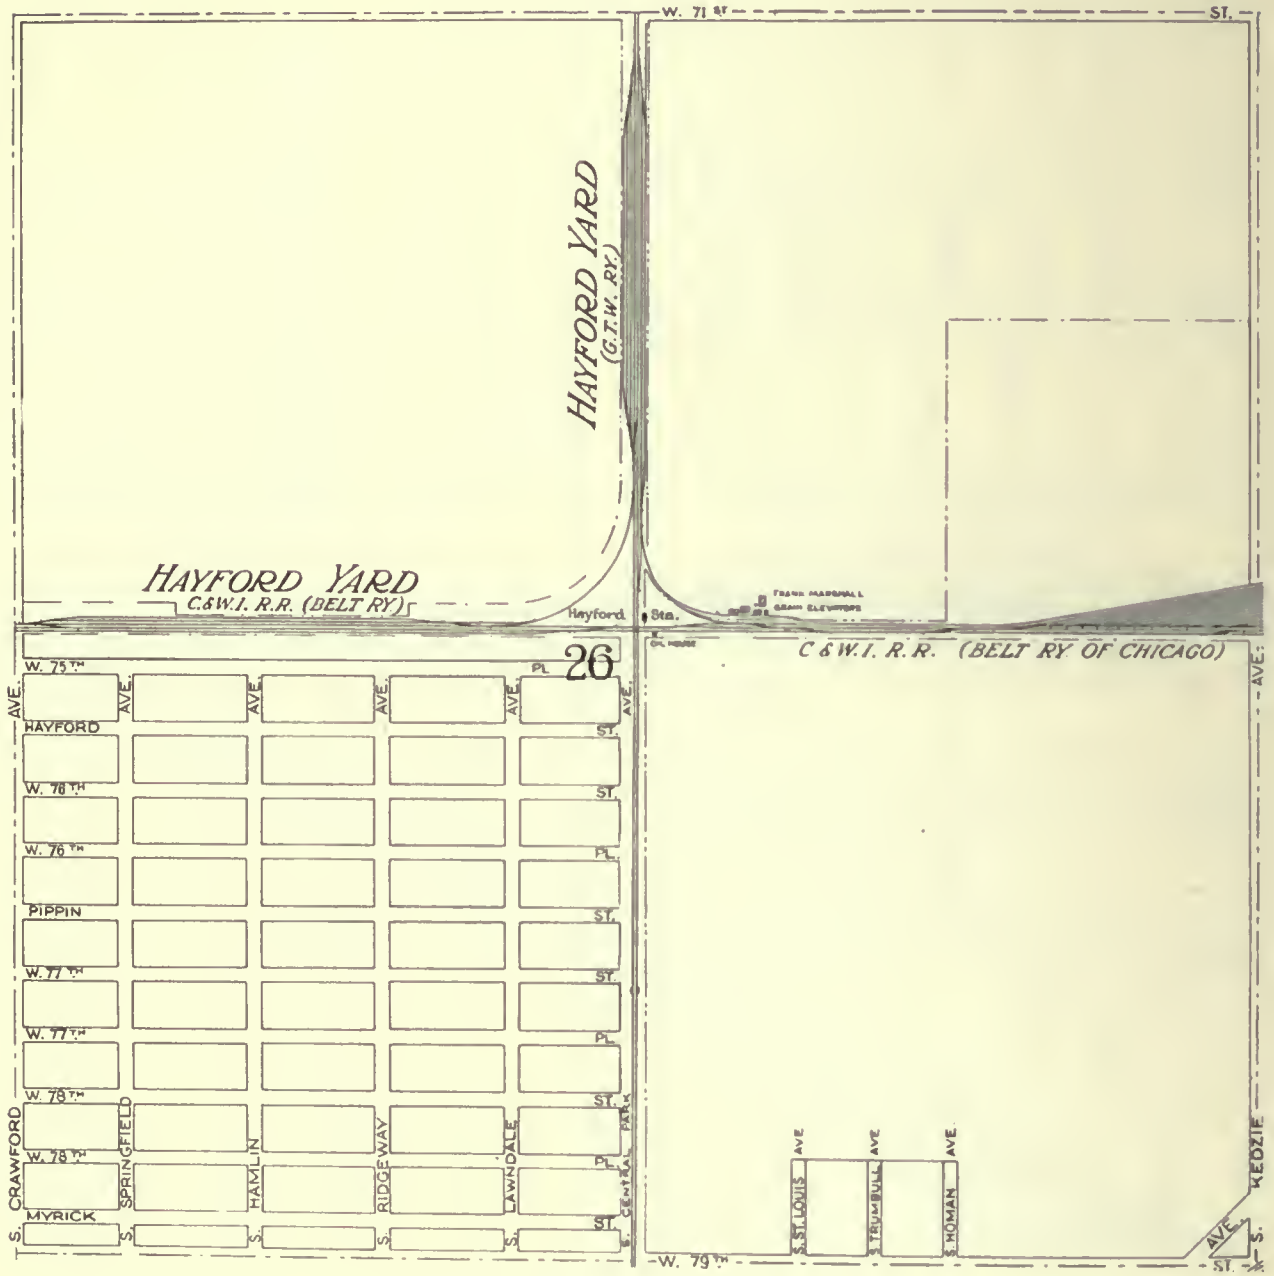 W. 71 ST ST.
HAYFORD YARD
(G.T.W. RY.)
HAYFORD YARD
C.&W.I. R.R. (BELT RY)
Hayford Sta.
FRANK MARSHALL
GRAIN ELEVATORS
OIL HOUSE
C.&W.I. R.R. (BELT RY OF CHICAGO)
26
W. 75TH PL
HAYFORD ST.
W. 76TH ST.
W. 76TH PL.
PIPPIN ST.
W. 77TH ST.
W. 77TH PL.
W. 78TH ST.
W. 78TH PL.
MYRICK ST.
W. 79TH ST.
S. CRAWFORD AVE.
S. SPRINGFIELD AVE.
S. HAMLIN AVE.
S. RIDGEWAY AVE.
S. LAWNDALE AVE.
S. CENTRAL PARK AVE.
S. ST. LOUIS AVE
S. TRUMBULL AVE
S. HOMAN AVE.
AVE.
S. KEDZIE AVE.